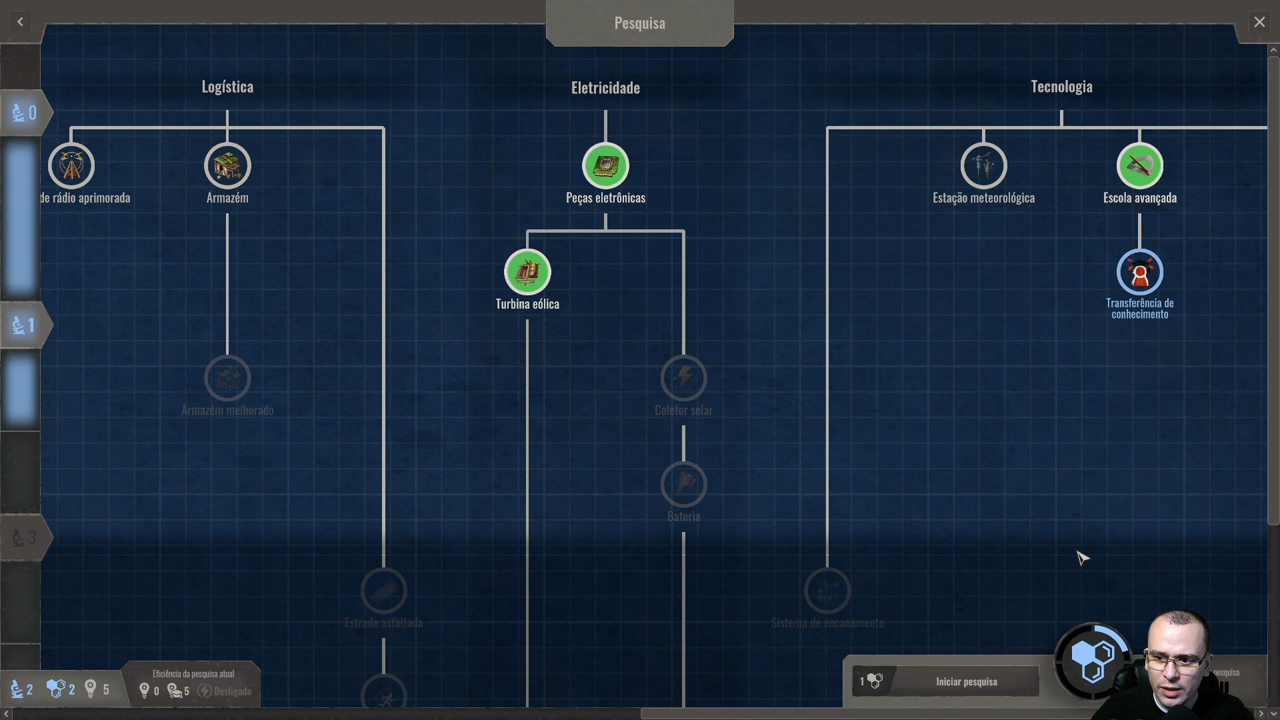 Pesquisa
Logística
Eletricidade
Tecnologia
0
de rádio aprimorada
Armazém
Peças eletrônicas
Estação meteorológica
Escola avançada
Turbina eólica
Transferência de
conhecimento
1
Armazém melhorado
Coletor solar
Bateria
3
Estrada asfaltada
Sistema de encanamento
Eficiência da pesquisa atual
2
2
5
0
5
Desligado
1
Iniciar pesquisa
pesquisa